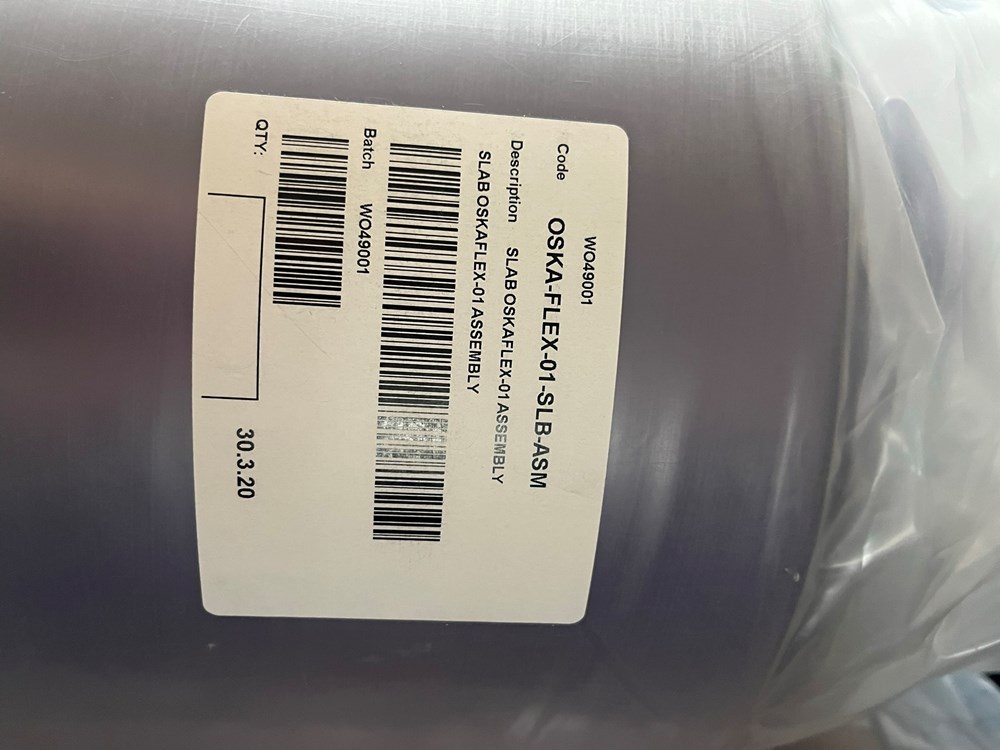 WO49001
Code OSKA-FLEX-01-SLB-ASM
Description SLAB OSKAFLEX-01 ASSEMBLY
SLAB OSKAFLEX-01 ASSEMBLY
Batch WO49001
QTY: 30.3.20